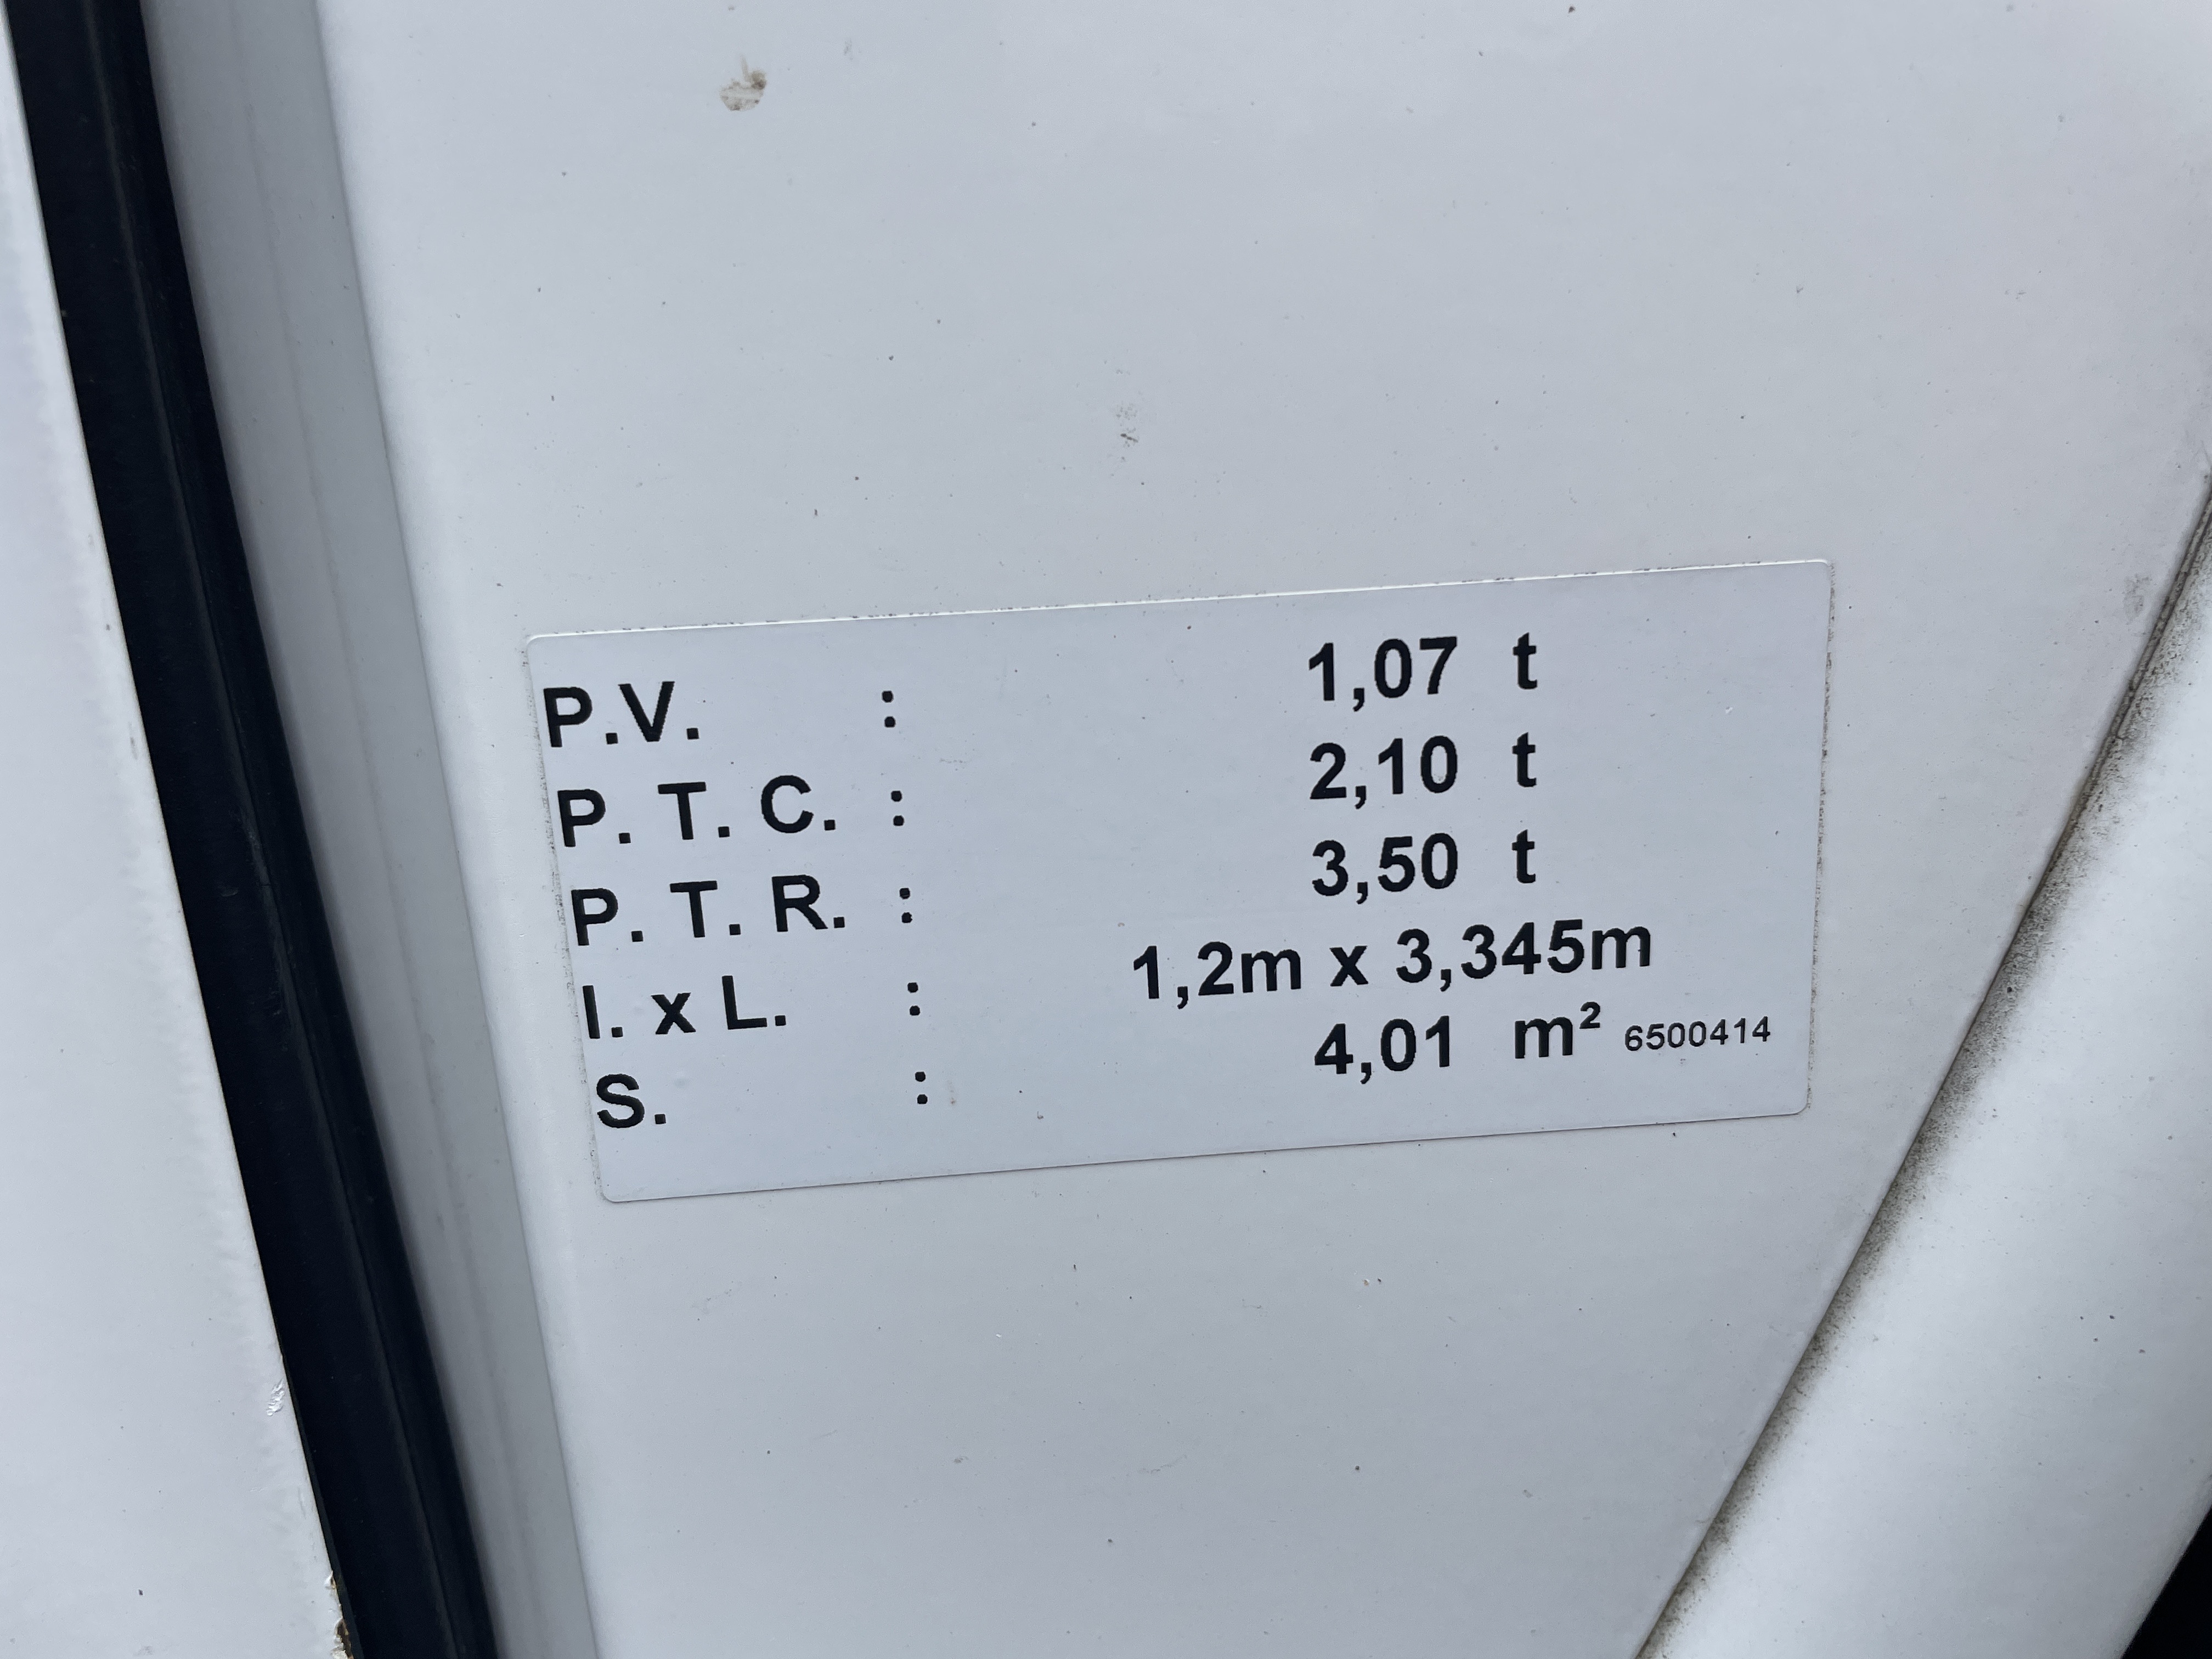 P.V. : 1,07 t
P. T. C. : 2,10 t
P. T. R. : 3,50 t
l. x L. : 1,2m x 3,345m
S. : 4,01 m² 6500414